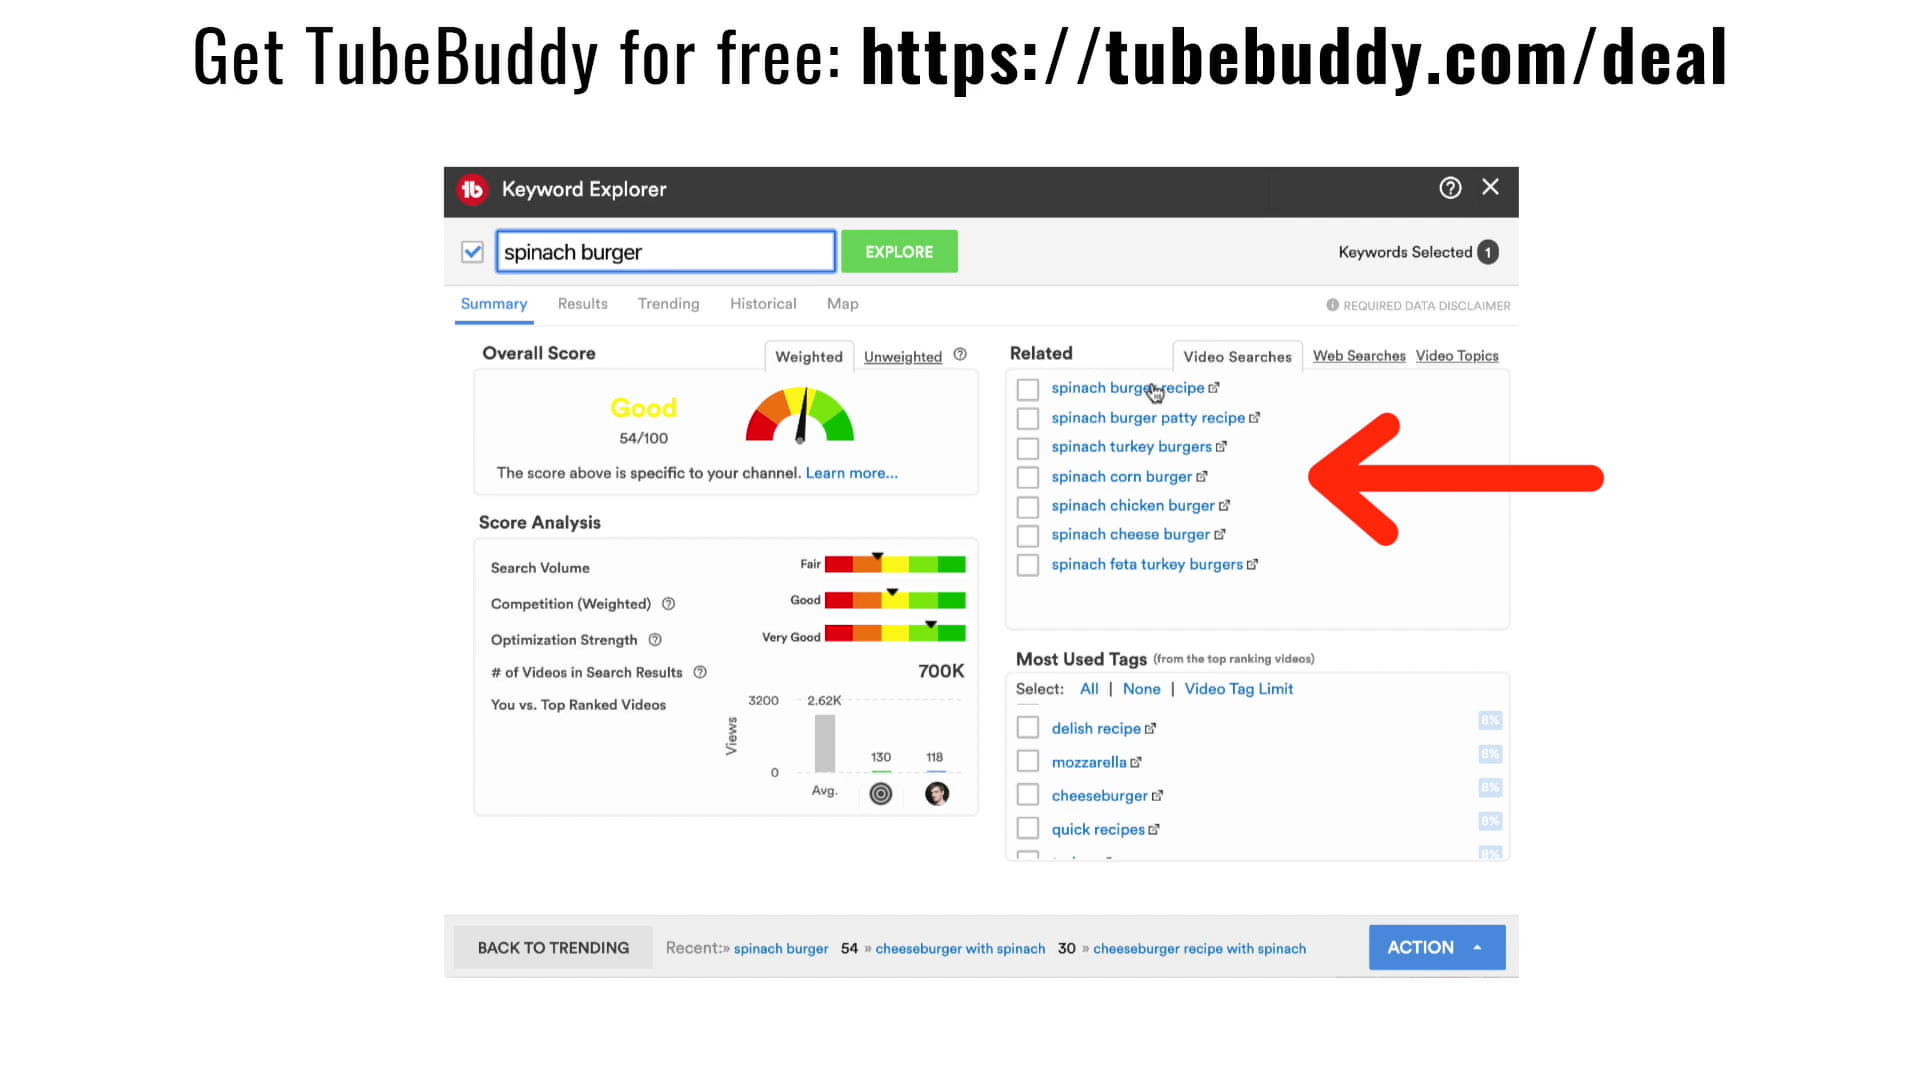 Get TubeBuddy for free: https://tubebuddy.com/deal
tb Keyword Explorer
spinach burger
EXPLORE
Keywords Selected 1
Summary Results Trending Historical Map
REQUIRED DATA DISCLAIMER
Overall Score
Weighted Unweighted
Good
54/100
The score above is specific to your channel. Learn more...
Score Analysis
Search Volume Fair
Competition (Weighted) Good
Optimization Strength Very Good
# of Videos in Search Results 700K
You vs. Top Ranked Videos
Views
3200
0
2.62K
130
118
Avg.
Related
Video Searches Web Searches Video Topics
spinach burger recipe
spinach burger patty recipe
spinach turkey burgers
spinach corn burger
spinach chicken burger
spinach cheese burger
spinach feta turkey burgers
Most Used Tags (from the top ranking videos)
Select: All | None | Video Tag Limit
delish recipe 8%
mozzarella 8%
cheeseburger 8%
quick recipes 8%
8%
BACK TO TRENDING
Recent:» spinach burger 54 » cheeseburger with spinach 30 » cheeseburger recipe with spinach
ACTION